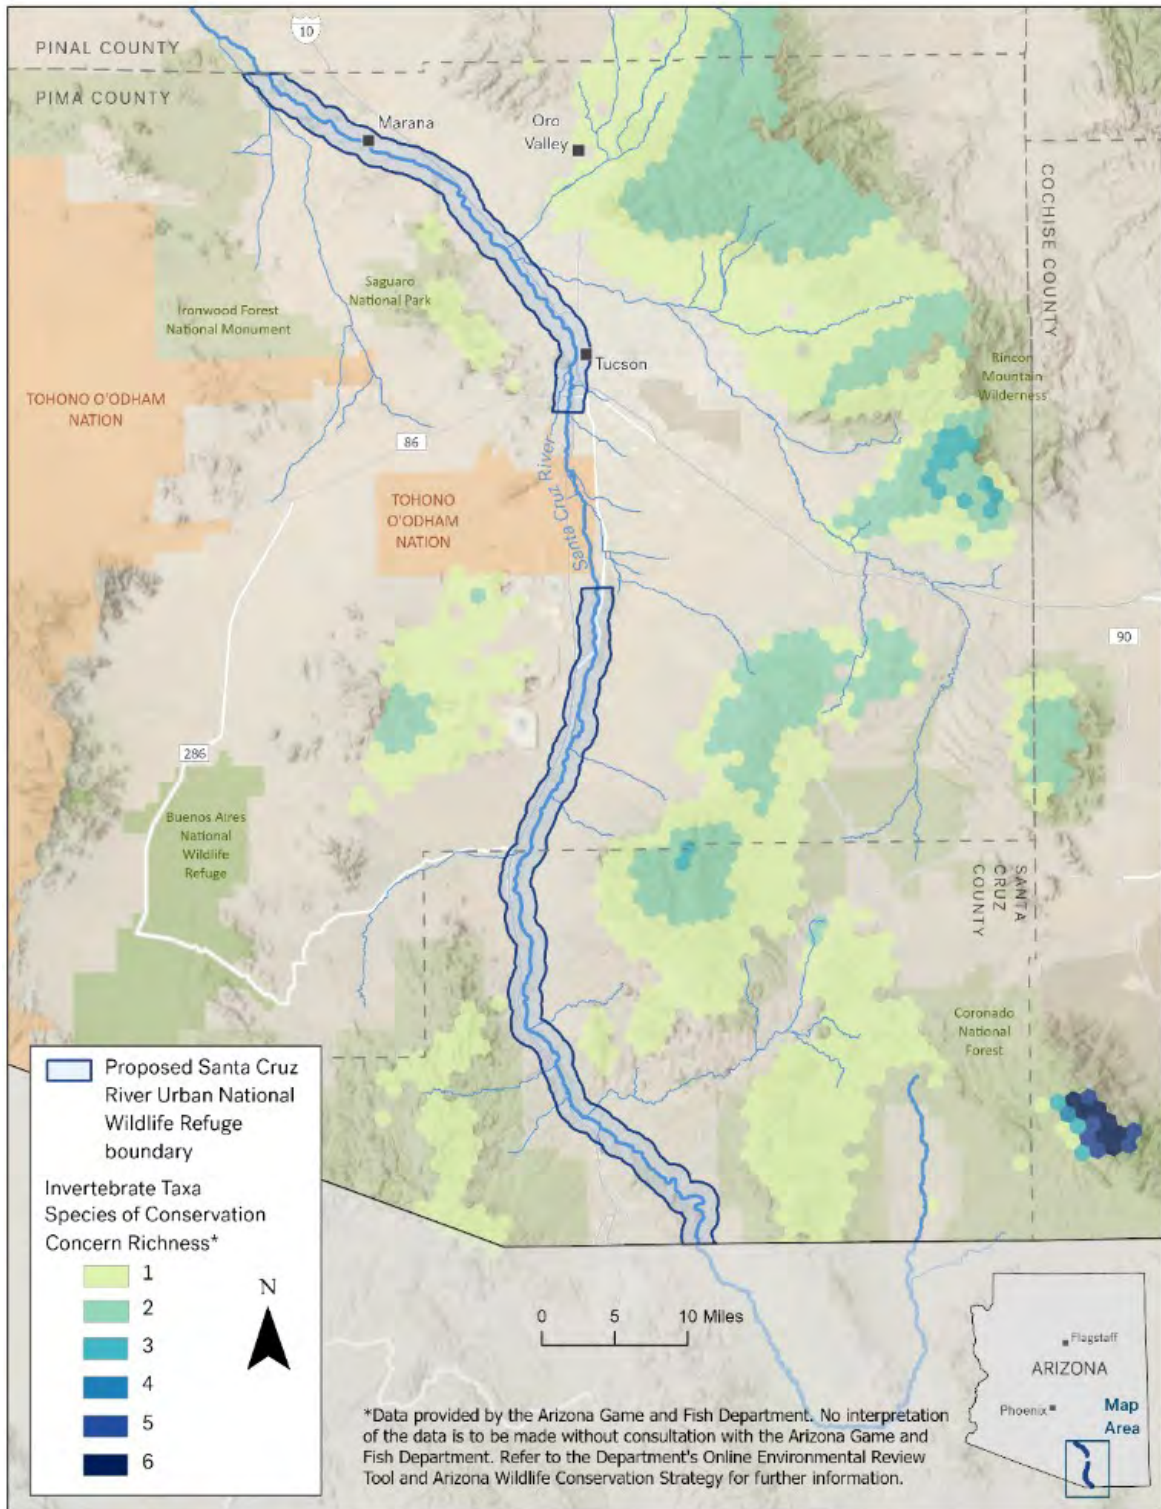 10
PINAL COUNTY
PIMA COUNTY
Marana
Oro
Valley
COCHISE COUNTY
Saguaro
National Park
Ironwood Forest
National Monument
Tucson
Rincon
Mountain
Wilderness
TOHONO O'ODHAM
NATION
86
Santa Cruz River
TOHONO
O'ODHAM
NATION
90
286
Buenos Aires
National
Wildlife
Refuge
SANTA
CRUZ
COUNTY
Coronado
National
Forest
Proposed Santa Cruz
River Urban National
Wildlife Refuge
boundary
Invertebrate Taxa
Species of Conservation
Concern Richness*
1
2
3
4
5
6
N
0 5 10 Miles
Flagstaff
ARIZONA
Phoenix
Map
Area
*Data provided by the Arizona Game and Fish Department. No interpretation
of the data is to be made without consultation with the Arizona Game and
Fish Department. Refer to the Department's Online Environmental Review
Tool and Arizona Wildlife Conservation Strategy for further information.